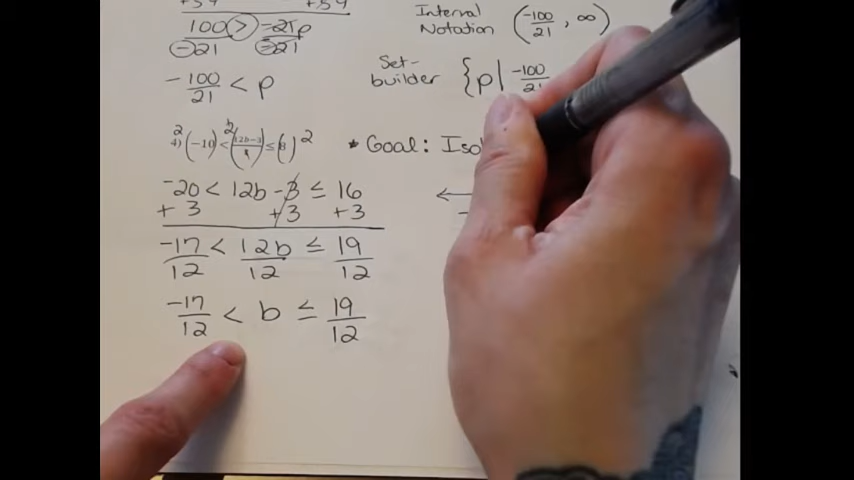 +54 +54
100 > -21p
-21 -21
-100/21 < p
Interval
Notation (-100/21, ∞)
Set-
builder {p| -100/21
2 2 2
4) (-10) < (12b-3/2) ≤ (8)
-20 < 12b - 3 ≤ 16
+3 +3 +3
-17 < 12b ≤ 19
12 12 12
-17/12 < b ≤ 19/12
* Goal: Iso